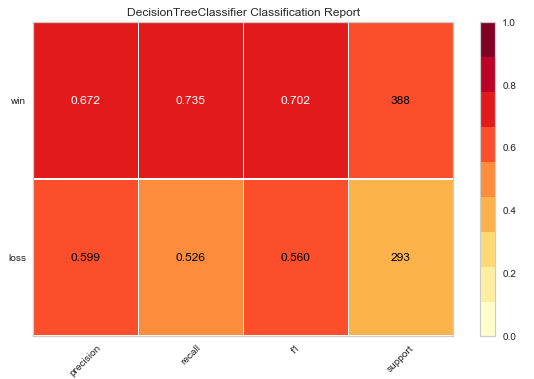 DecisionTreeClassifier Classification Report
win 0.672 0.735 0.702 388
loss 0.599 0.526 0.560 293
precision recall f1 support
1.0
0.8
0.6
0.4
0.2
0.0